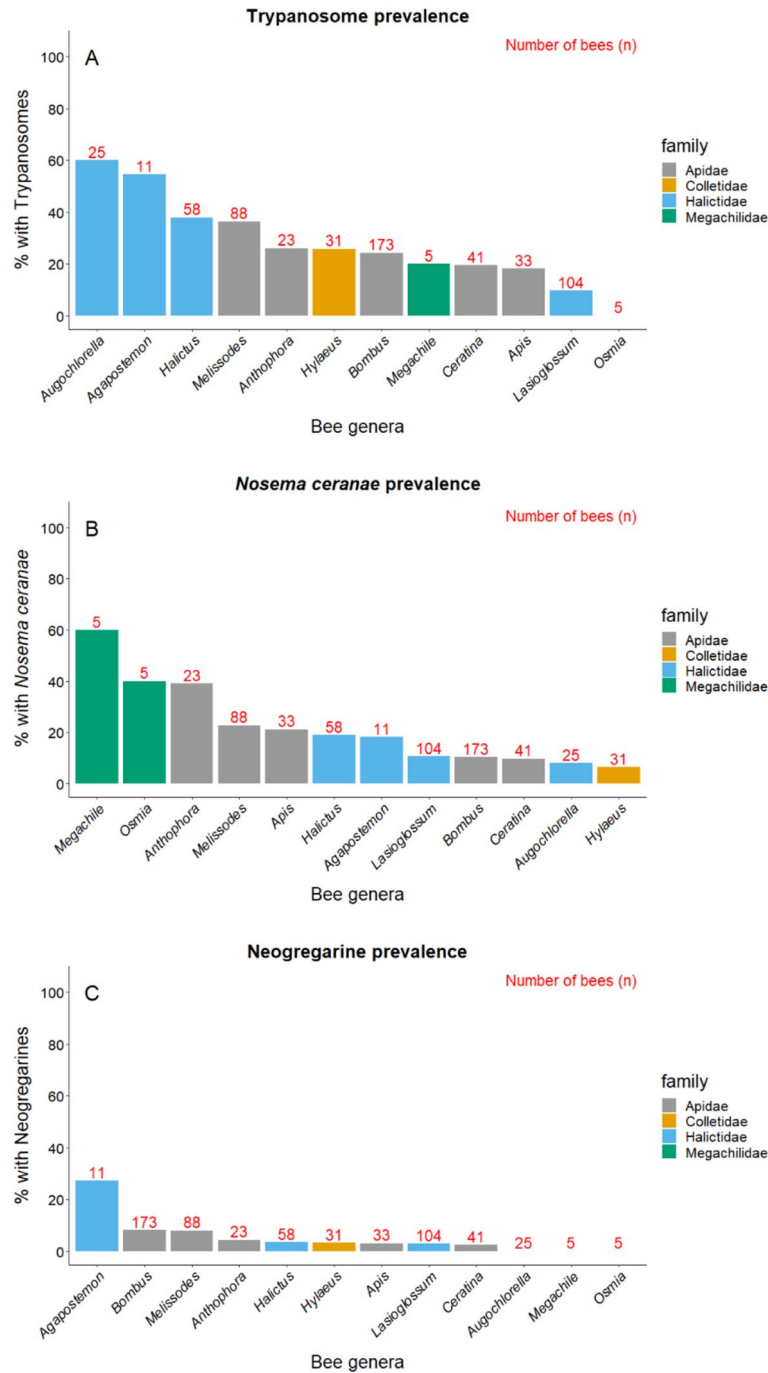 Trypanosome prevalence
A
Number of bees (n)
100
80
60
40
20
0
% with Trypanosomes
25
11
58
88
23
31
173
5
41
33
104
5
Augochlorella
Agapostemon
Halictus
Melissodes
Anthophora
Hylaeus
Bombus
Megachile
Ceratina
Apis
Lasioglossum
Osmia
Bee genera
family
Apidae
Colletidae
Halictidae
Megachilidae
Nosema ceranae prevalence
B
Number of bees (n)
100
80
60
40
20
0
% with Nosema ceranae
5
5
23
88
33
58
11
104
173
41
25
31
Megachile
Osmia
Anthophora
Melissodes
Apis
Halictus
Agapostemon
Lasioglossum
Bombus
Ceratina
Augochlorella
Hylaeus
Bee genera
family
Apidae
Colletidae
Halictidae
Megachilidae
Neogregarine prevalence
C
Number of bees (n)
100
80
60
40
20
0
% with Neogregarines
11
173
88
23
58
31
33
104
41
25
5
5
Agapostemon
Bombus
Melissodes
Anthophora
Halictus
Hylaeus
Apis
Lasioglossum
Ceratina
Augochlorella
Megachile
Osmia
Bee genera
family
Apidae
Colletidae
Halictidae
Megachilidae